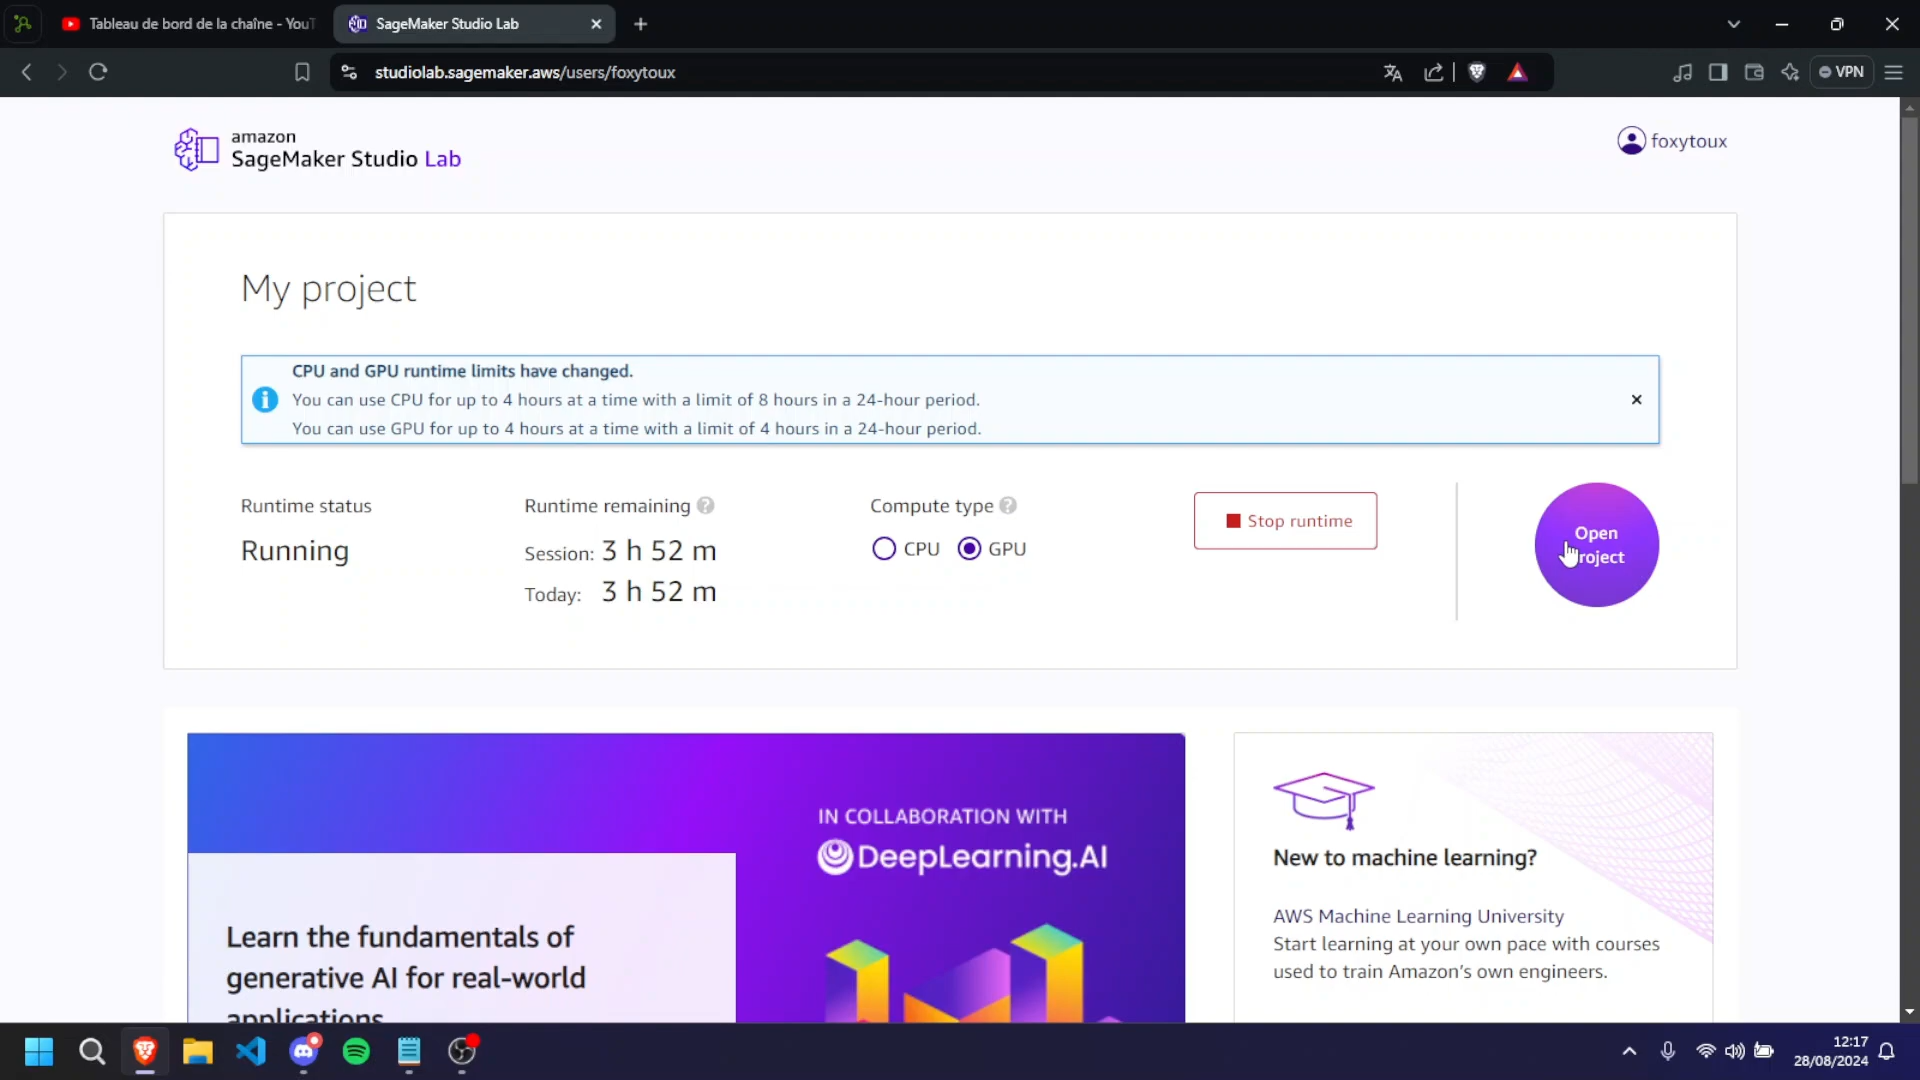 Tableau de bord de la chaîne - YouT
SageMaker Studio Lab
studiolab.sagemaker.aws/users/foxytoux
VPN
amazon
SageMaker Studio Lab
foxytoux
My project
CPU and GPU runtime limits have changed.
You can use CPU for up to 4 hours at a time with a limit of 8 hours in a 24-hour period.
You can use GPU for up to 4 hours at a time with a limit of 4 hours in a 24-hour period.
Runtime status
Running
Runtime remaining
Session: 3 h 52 m
Today: 3 h 52 m
Compute type
CPU GPU
Stop runtime
Open
roject
IN COLLABORATION WITH
DeepLearning.AI
Learn the fundamentals of
generative AI for real-world
applications
New to machine learning?
AWS Machine Learning University
Start learning at your own pace with courses
used to train Amazon's own engineers.
12:17
28/08/2024